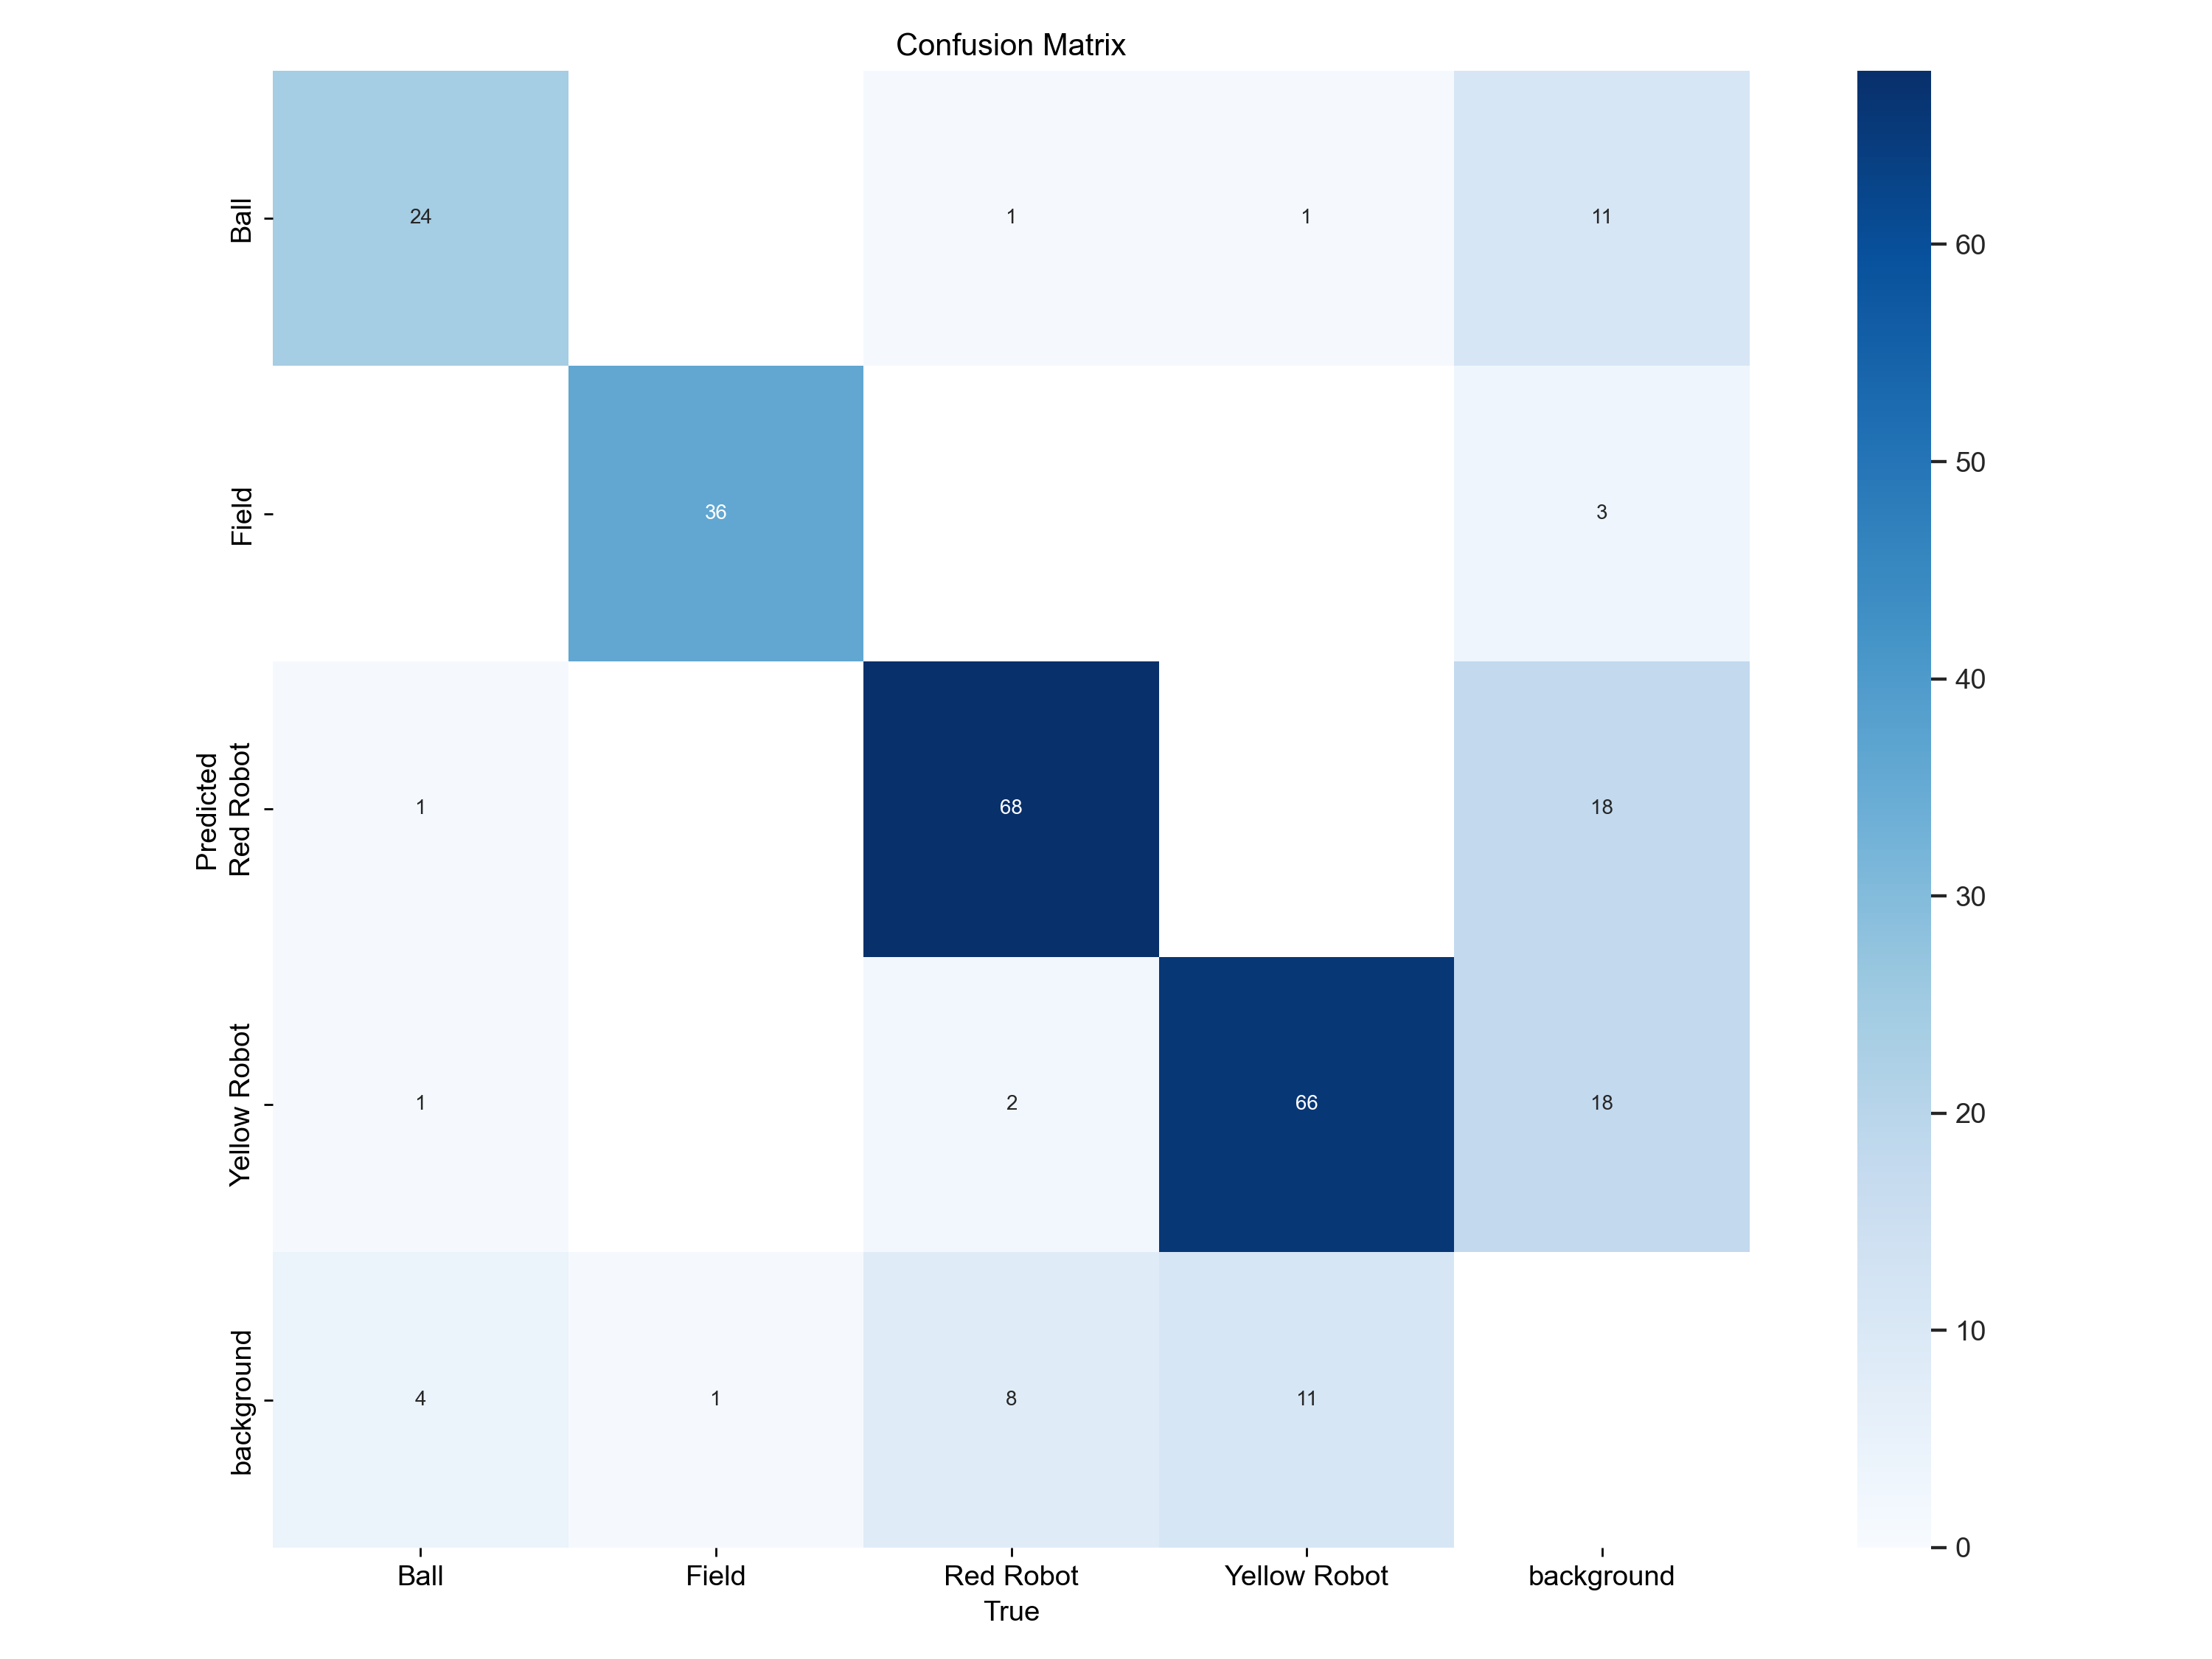 Confusion Matrix
Ball
24
1
1
11
60
50
Field
36
3
40
Predicted
Red Robot
1
68
18
30
Yellow Robot
1
2
66
18
20
10
background
4
1
8
11
0
Ball
Field
Red Robot
Yellow Robot
background
True